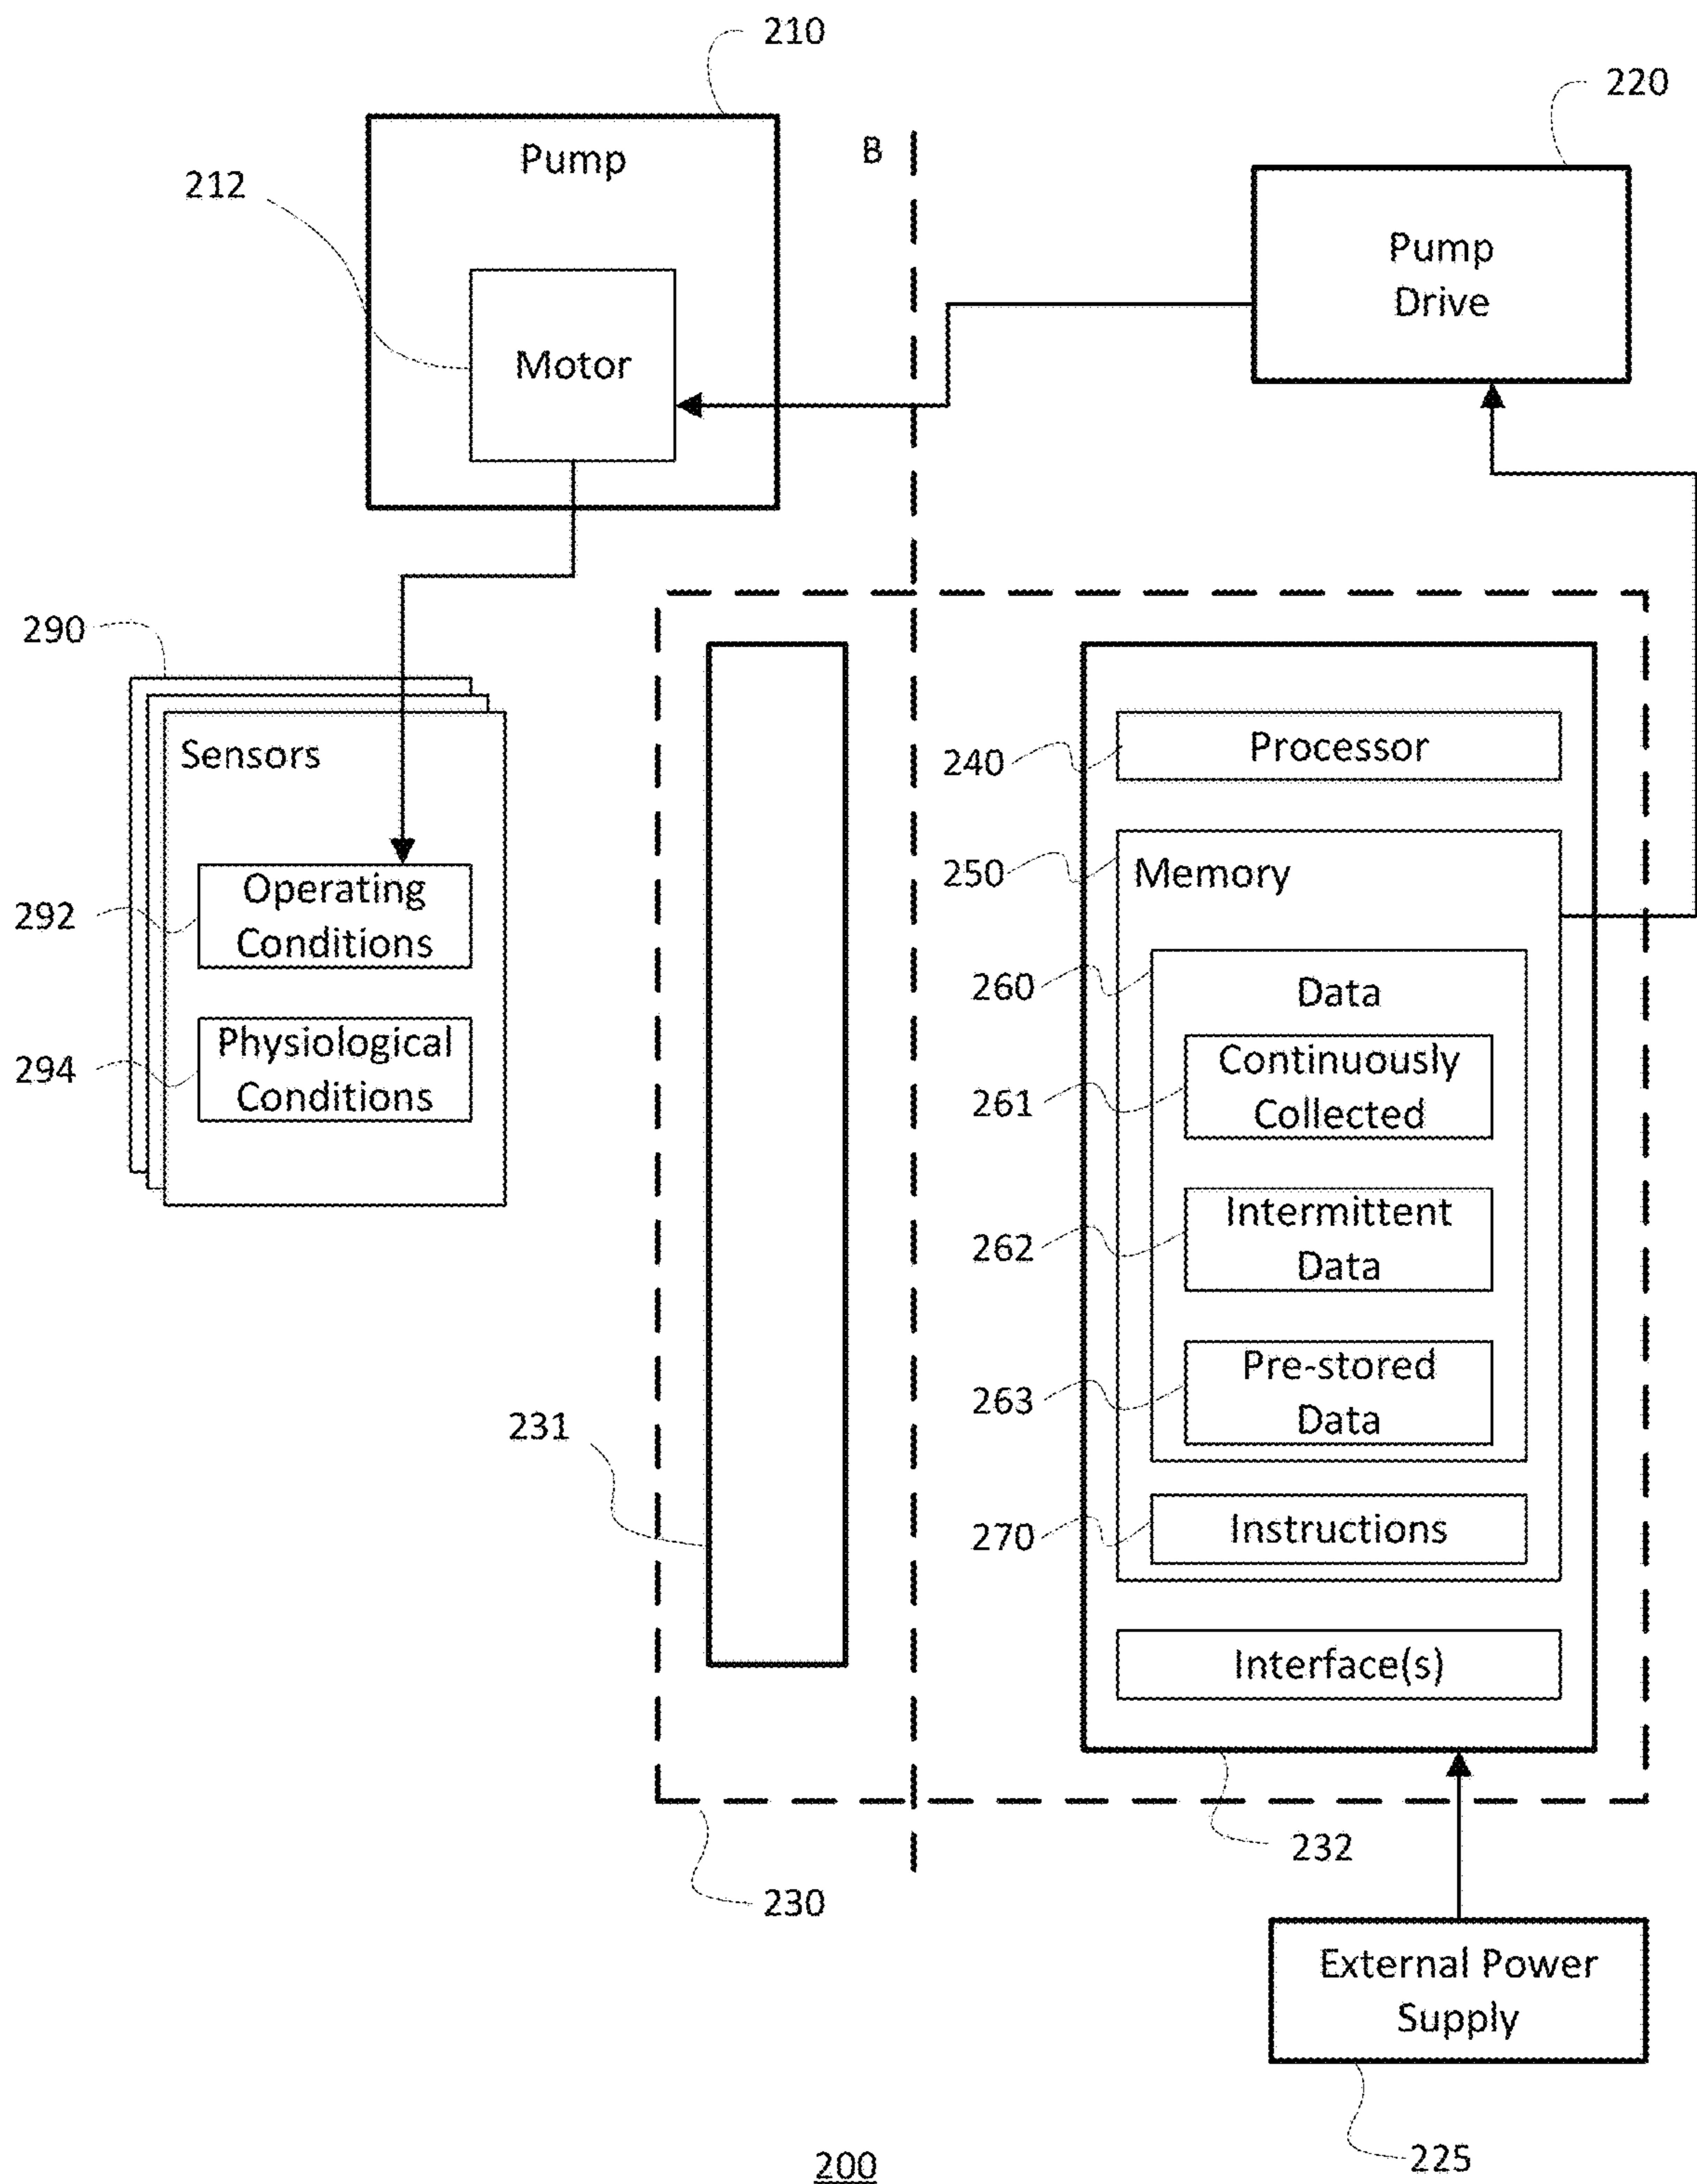 210
220
Pump
B
212
Pump
Drive
Motor
290
Sensors
240
Processor
250
Memory
Operating
Conditions
292
260
Data
Physiological
Conditions
294
Continuously
Collected
261
Intermittent
Data
262
Pre-stored
Data
263
231
270
Instructions
Interface(s)
232
230
External Power
Supply
225
200